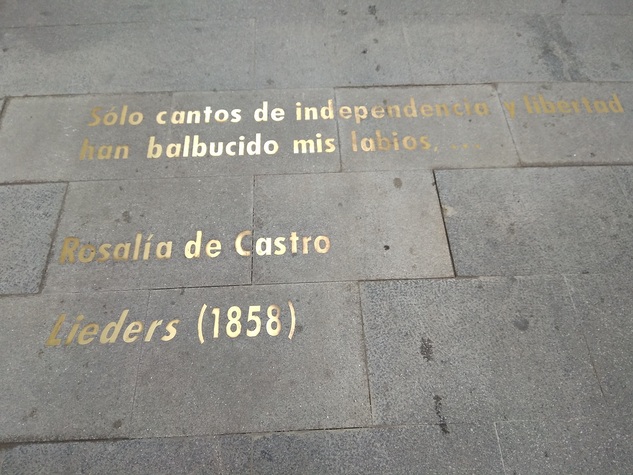 Sólo cantos de independencia y libertad
han balbucido mis labios, ...
Rosalía de Castro
Lieders (1858)